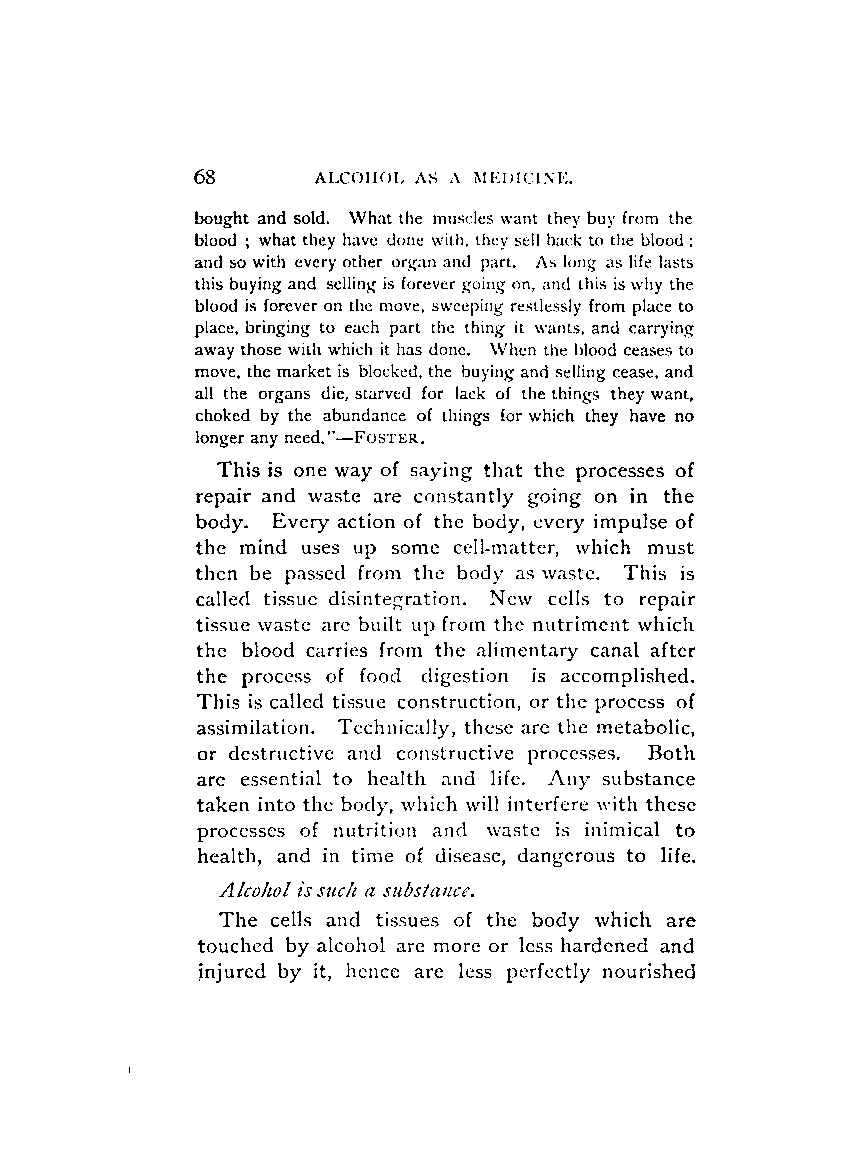 68 ALCOHOL AS A MEDICINE.
bought and sold. What the muscles want they buy from the
blood ; what they have done with, they sell back to the blood ;
and so with every other organ and part. As long as life lasts
this buying and selling is forever going on, and this is why the
blood is forever on the move, sweeping restlessly from place to
place, bringing to each part the thing it wants, and carrying
away those with which it has done. When the blood ceases to
move, the market is blocked, the buying and selling cease, and
all the organs die, starved for lack of the things they want,
choked by the abundance of things for which they have no
longer any need."—FOSTER.
This is one way of saying that the processes of
repair and waste are constantly going on in the
body. Every action of the body, every impulse of
the mind uses up some cell-matter, which must
then be passed from the body as waste. This is
called tissue disintegration. New cells to repair
tissue waste are built up from the nutriment which
the blood carries from the alimentary canal after
the process of food digestion is accomplished.
This is called tissue construction, or the process of
assimilation. Technically, these are the metabolic,
or destructive and constructive processes. Both
are essential to health and life. Any substance
taken into the body, which will interfere with these
processes of nutrition and waste is inimical to
health, and in time of disease, dangerous to life.
Alcohol is such a substance.
The cells and tissues of the body which are
touched by alcohol are more or less hardened and
injured by it, hence are less perfectly nourished